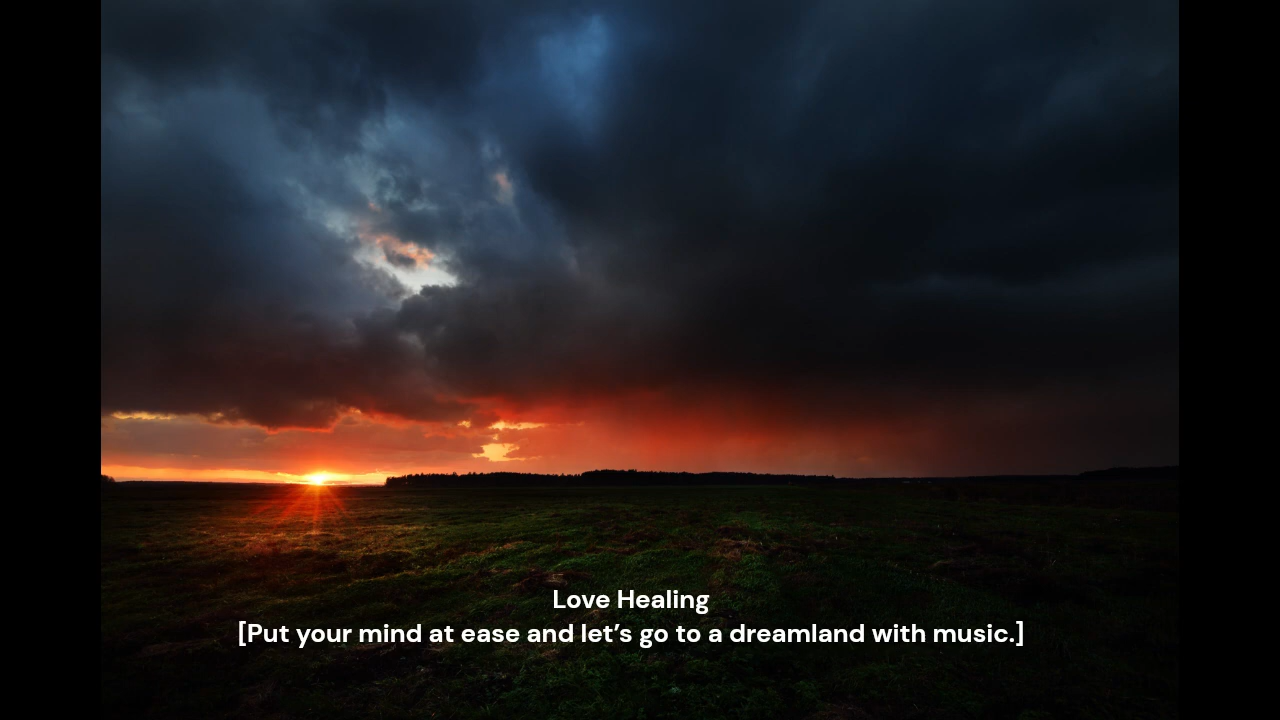 Love Healing
[Put your mind at ease and let’s go to a dreamland with music.]